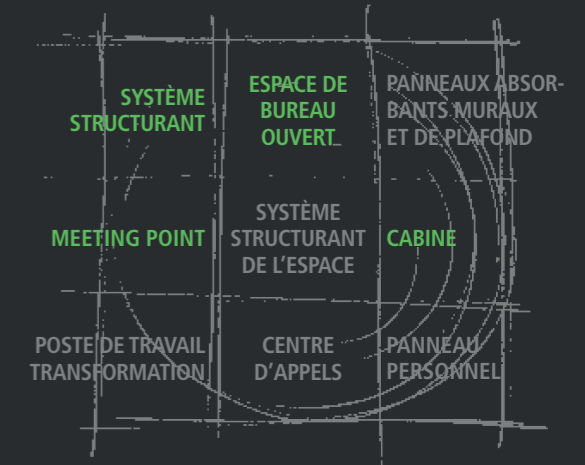 SYSTÈME
STRUCTURANT
ESPACE DE
BUREAU
OUVERT
PANNEAUX ABSOR-
BANTS MURAUX
ET DE PLAFOND
MEETING POINT
SYSTÈME
STRUCTURANT
DE L'ESPACE
CABINE
POSTE DE TRAVAIL
TRANSFORMATION
CENTRE
D'APPELS
PANNEAU
PERSONNEL